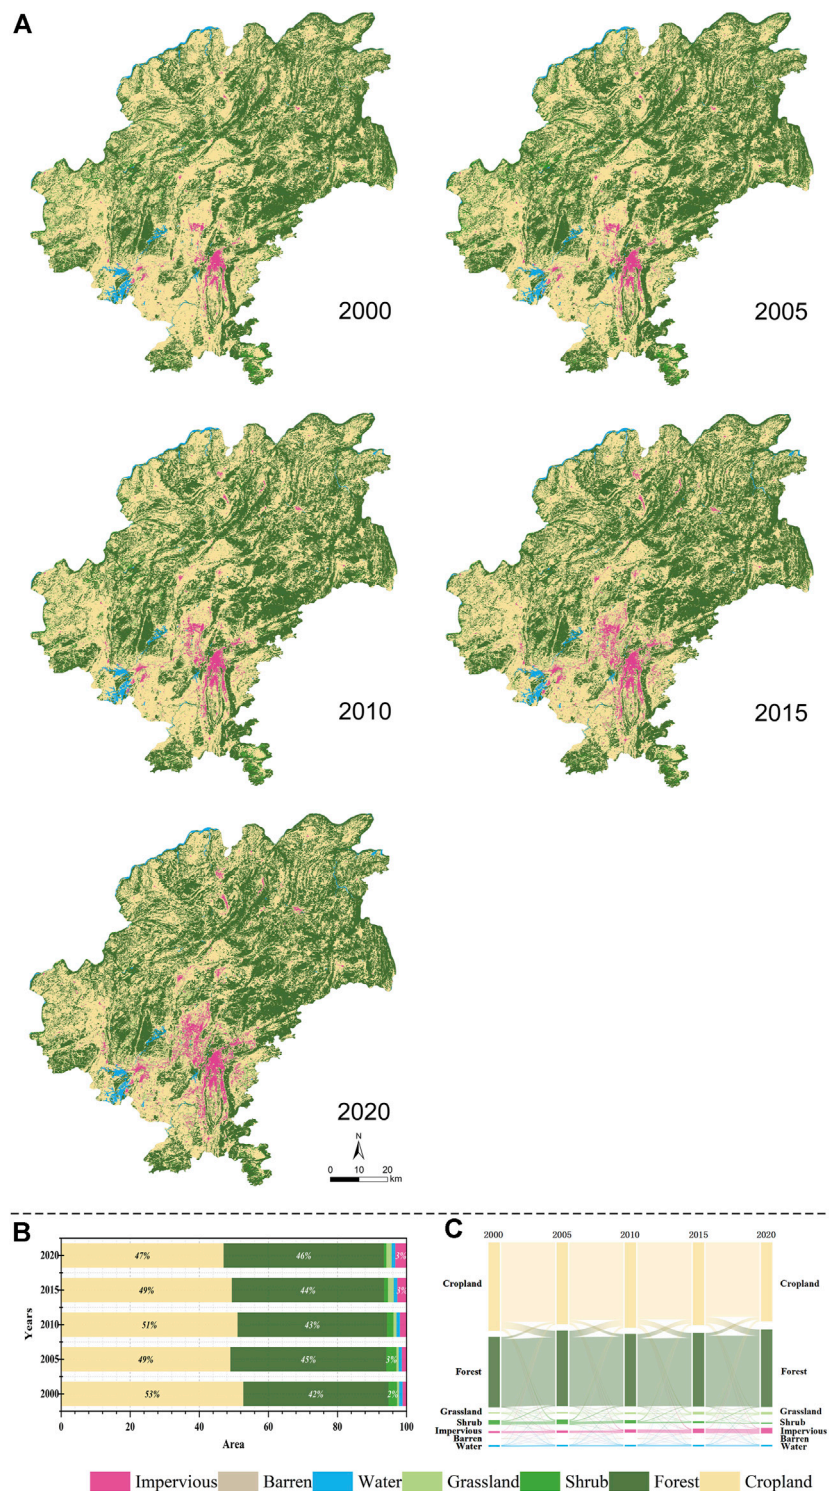 A
2000
2005
2010
2015
2020
N
0 10 20
km
B
Years
2020 47% 46% 3%
2015 49% 44% 3%
2010 51% 43%
2005 49% 45% 3%
2000 53% 42% 2%
0 20 40 60 80 100
Area
C
2000 2005 2010 2015 2020
Cropland Cropland
Forest Forest
Grassland Grassland
Shrub Shrub
Impervious Impervious
Barren Barren
Water Water
Impervious Barren Water Grassland Shrub Forest Cropland